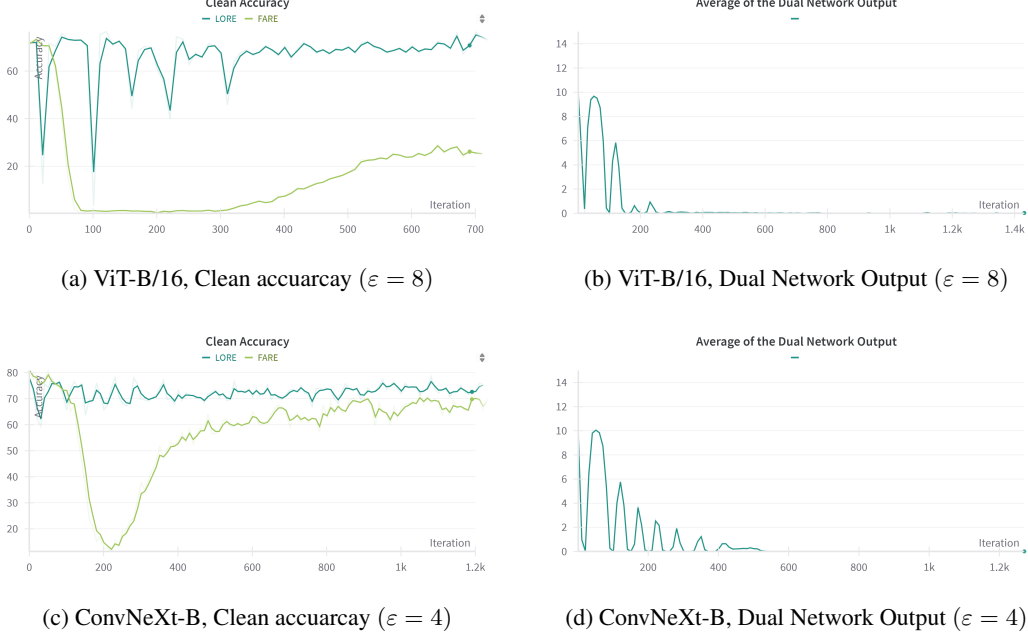 Clean Accuracy
LORE FARE
Accuracy
60
40
20
Iteration
0 100 200 300 400 500 600 700
Average of the Dual Network Output
14
12
10
8
6
4
2
0
Iteration
200 400 600 800 1k 1.2k 1.4k
(a) ViT-B/16, Clean accuarcay (ε = 8)
(b) ViT-B/16, Dual Network Output (ε = 8)
Clean Accuracy
LORE FARE
Accuracy
80
70
60
50
40
30
20
Iteration
0 200 400 600 800 1k 1.2k
Average of the Dual Network Output
14
12
10
8
6
4
2
0
Iteration
200 400 600 800 1k 1.2k
(c) ConvNeXt-B, Clean accuarcay (ε = 4)
(d) ConvNeXt-B, Dual Network Output (ε = 4)